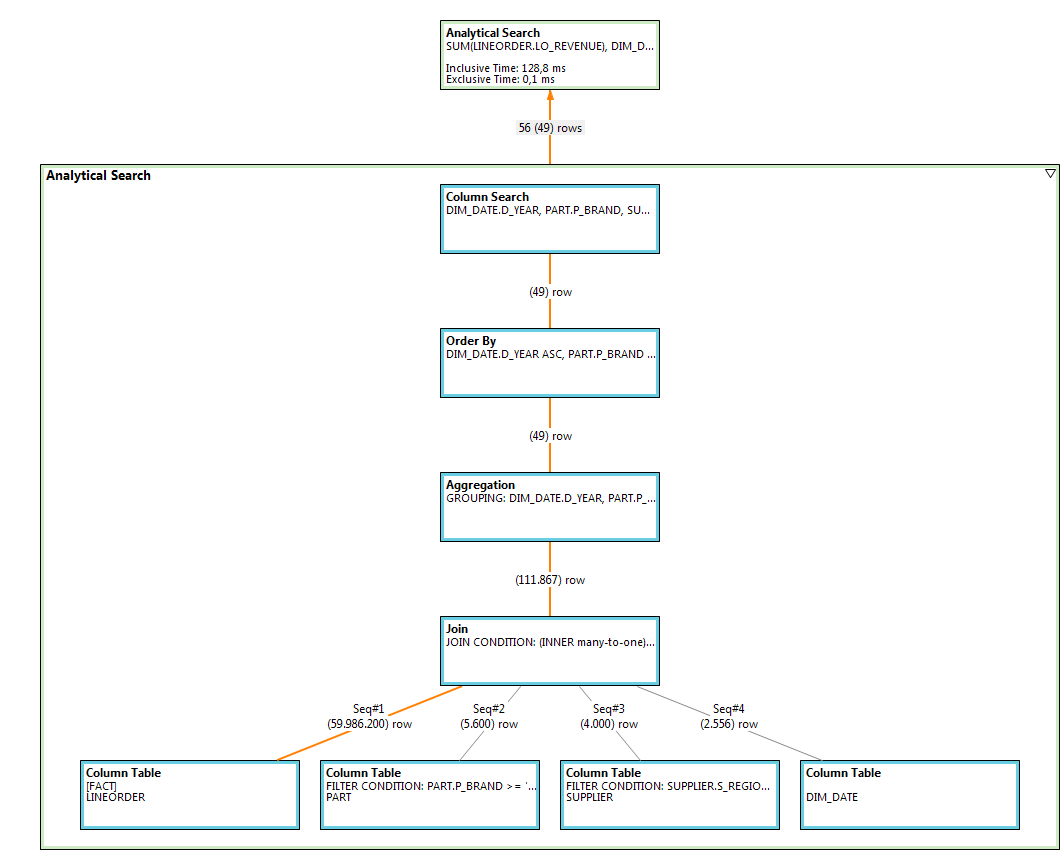 Analytical Search
SUM(LINEORDER.LO_REVENUE), DIM_D...
Inclusive Time: 128,8 ms
Exclusive Time: 0,1 ms
56 (49) rows
Analytical Search
Column Search
DIM_DATE.D_YEAR, PART.P_BRAND, SU...
(49) row
Order By
DIM_DATE.D_YEAR ASC, PART.P_BRAND ...
(49) row
Aggregation
GROUPING: DIM_DATE.D_YEAR, PART.P_...
(111.867) row
Join
JOIN CONDITION: (INNER many-to-one)...
Seq#1
(59.986.200) row
Seq#2
(5.600) row
Seq#3
(4.000) row
Seq#4
(2.556) row
Column Table
[FACT]
LINEORDER
Column Table
FILTER CONDITION: PART.P_BRAND >= '...
PART
Column Table
FILTER CONDITION: SUPPLIER.S_REGIO...
SUPPLIER
Column Table
DIM_DATE